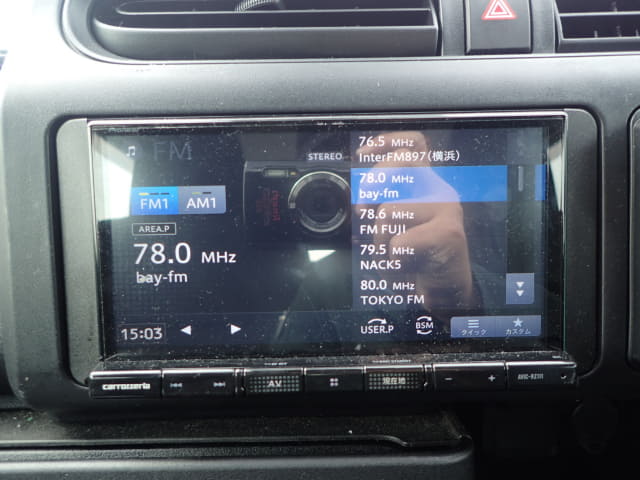 Pioneer
FM
STEREO
FM1 AM1
AREA.P
78.0 MHz
bay-fm
15:03
76.5 MHz
InterFM897(横浜)
78.0 MHz
bay-fm
78.6 MHz
FM FUJI
79.5 MHz
NACK5
80.0 MHz
TOKYO FM
USER.P BSM
クイック カスタム
carrozzeria AV 現在地 − + AVIC-RZ111